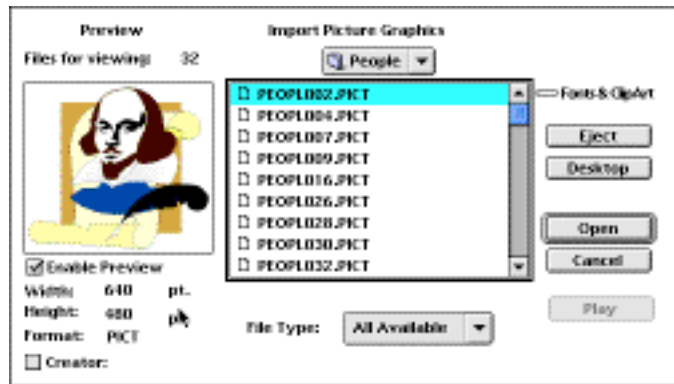 Preview
Import Picture Graphics
Files for viewing: 32
People
PEOPL002.PICT
PEOPL004.PICT
PEOPL007.PICT
PEOPL009.PICT
PEOPL016.PICT
PEOPL026.PICT
PEOPL028.PICT
PEOPL030.PICT
PEOPL032.PICT
Fonts & ClipArt
Eject
Desktop
Open
Cancel
Play
Enable Preview
Width: 640 pt.
Height: 480
Format: PICT
Creator:
File Type: All Available